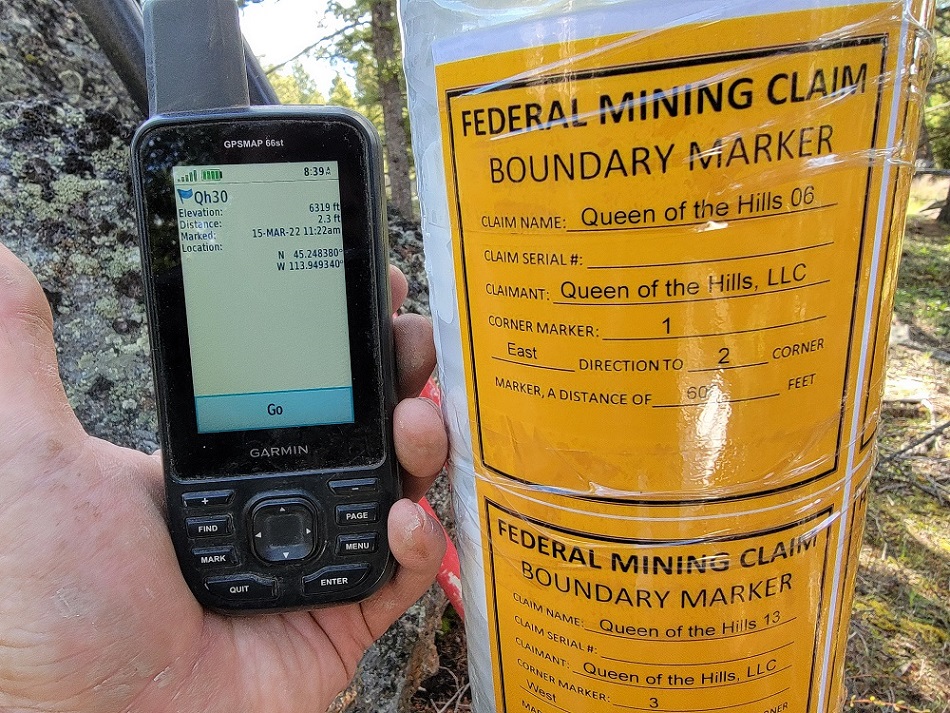 GPSMAP 66st
8:39 A
Qh30
Elevation: 6319 ft
Distance: 2.3 ft
Marked: 15-MAR-22 11:22am
Location:
N 45.248380°
W 113.949340°
Go
GARMIN
+ -
FIND PAGE
MARK MENU
QUIT ENTER
FEDERAL MINING CLAIM
BOUNDARY MARKER
CLAIM NAME: Queen of the Hills 06
CLAIM SERIAL #:
CLAIMANT: Queen of the Hills, LLC
CORNER MARKER: 1
East DIRECTION TO 2 CORNER
MARKER, A DISTANCE OF FEET
FEDERAL MINING CLAIM
BOUNDARY MARKER
CLAIM NAME: Queen of the Hills 13
CLAIM SERIAL #:
CLAIMANT: Queen of the Hills, LLC
CORNER MARKER: 3
West CORNER